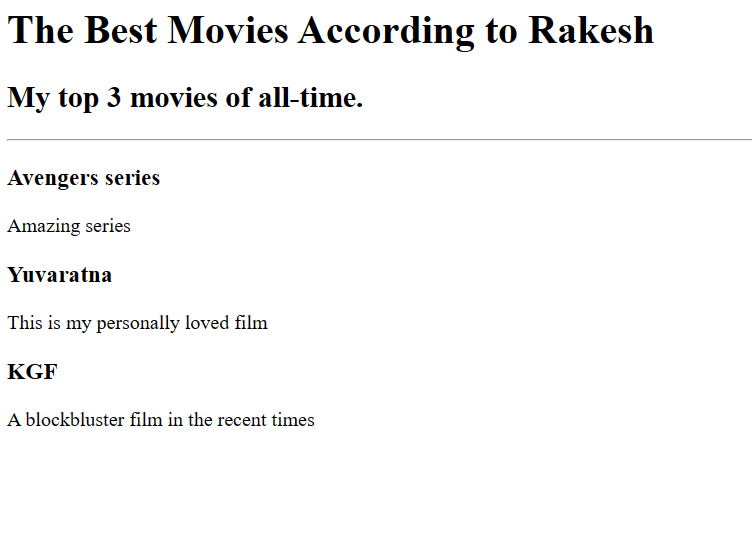 The Best Movies According to Rakesh
My top 3 movies of all-time.
Avengers series
Amazing series
Yuvaratna
This is my personally loved film
KGF
A blockbluster film in the recent times